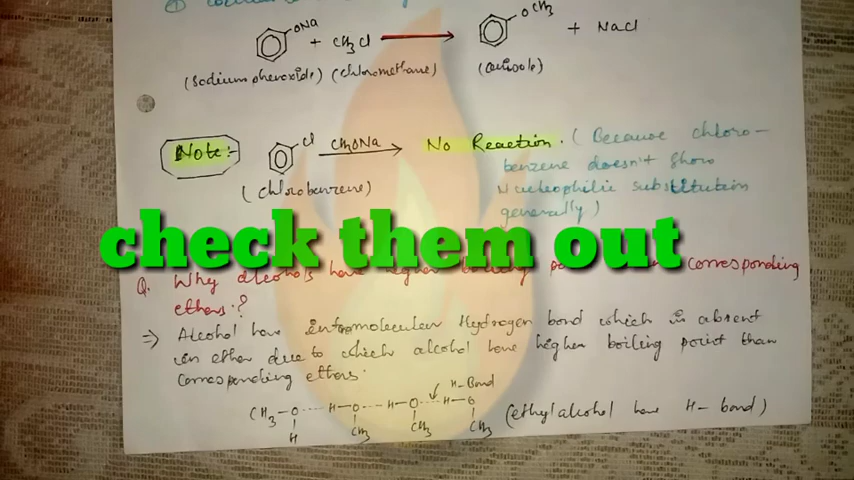 ONa + CH3Cl → OCH3 + NaCl
(Sodium phenoxide) (chloromethane) (anisole)
Note:- Cl CH3ONa → No Reaction. (Because chloro-
benzene doesn't show
(chlorobenzene) Nucleophilic substitution
generally)
check them out
Q. Why alcohols have higher boiling corresponding
ethers?
⇒ Alcohol have intermolecular Hydrogen bond which is absent
in ether due to which alcohol have higher boiling point than
corresponding ethers.
H-Bond
CH3-O---H-O---H-O---H-O (ethyl alcohol have H-bond)
H CH3 CH3 CH3